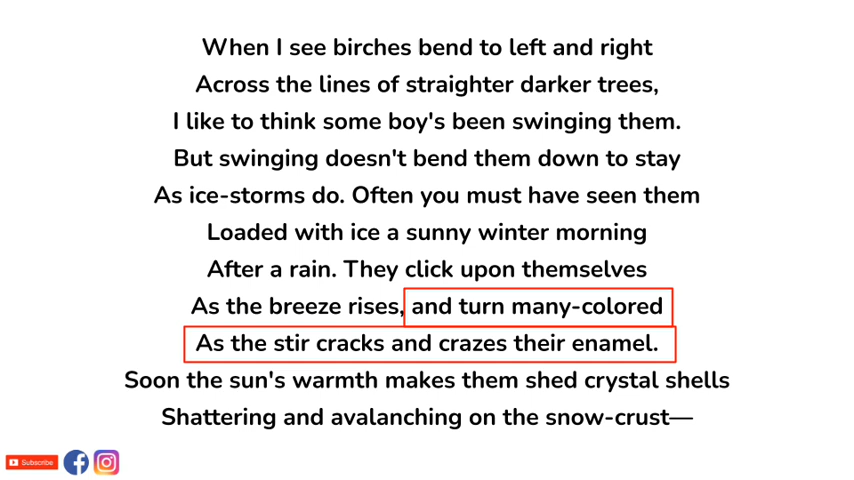 When I see birches bend to left and right
Across the lines of straighter darker trees,
I like to think some boy's been swinging them.
But swinging doesn't bend them down to stay
As ice-storms do. Often you must have seen them
Loaded with ice a sunny winter morning
After a rain. They click upon themselves
As the breeze rises, and turn many-colored
As the stir cracks and crazes their enamel.
Soon the sun's warmth makes them shed crystal shells
Shattering and avalanching on the snow-crust—
Subscribe